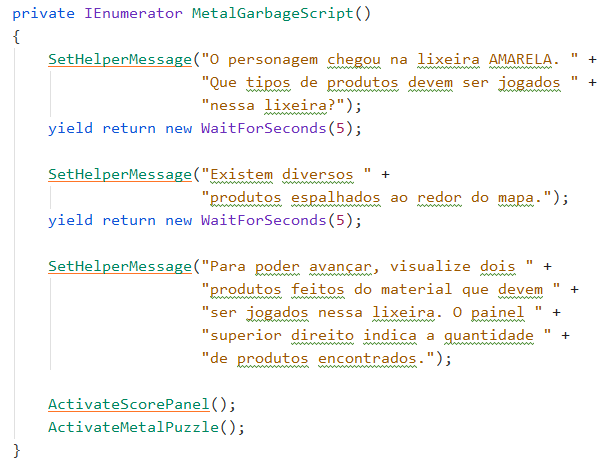 private IEnumerator MetalGarbageScript()
{
    SetHelperMessage("O personagem chegou na lixeira AMARELA. " +
                     "Que tipos de produtos devem ser jogados " +
                     "nessa lixeira?");
    yield return new WaitForSeconds(5);

    SetHelperMessage("Existem diversos " +
                     "produtos espalhados ao redor do mapa.");
    yield return new WaitForSeconds(5);

    SetHelperMessage("Para poder avançar, visualize dois " +
                     "produtos feitos do material que devem " +
                     "ser jogados nessa lixeira. O painel " +
                     "superior direito indica a quantidade " +
                     "de produtos encontrados.");

    ActivateScorePanel();
    ActivateMetalPuzzle();
}